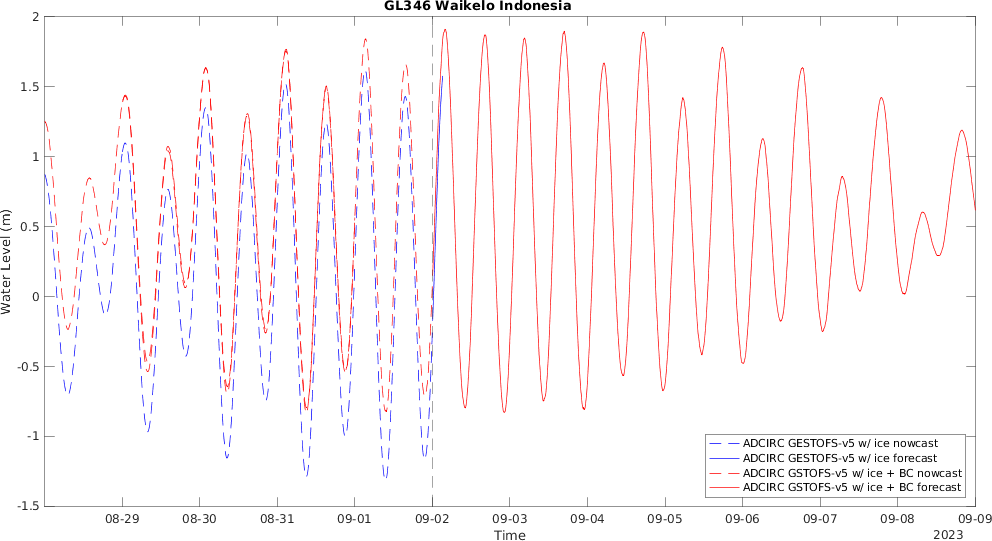 GL346 Waikelo Indonesia
2
1.5
1
0.5
0
-0.5
-1
-1.5
Water Level (m)
ADCIRC GESTOFS-v5 w/ ice nowcast
ADCIRC GESTOFS-v5 w/ ice forecast
ADCIRC GSTOFS-v5 w/ ice + BC nowcast
ADCIRC GSTOFS-v5 w/ ice + BC forecast
08-29 08-30 08-31 09-01 09-02 09-03 09-04 09-05 09-06 09-07 09-08 09-09
Time
2023